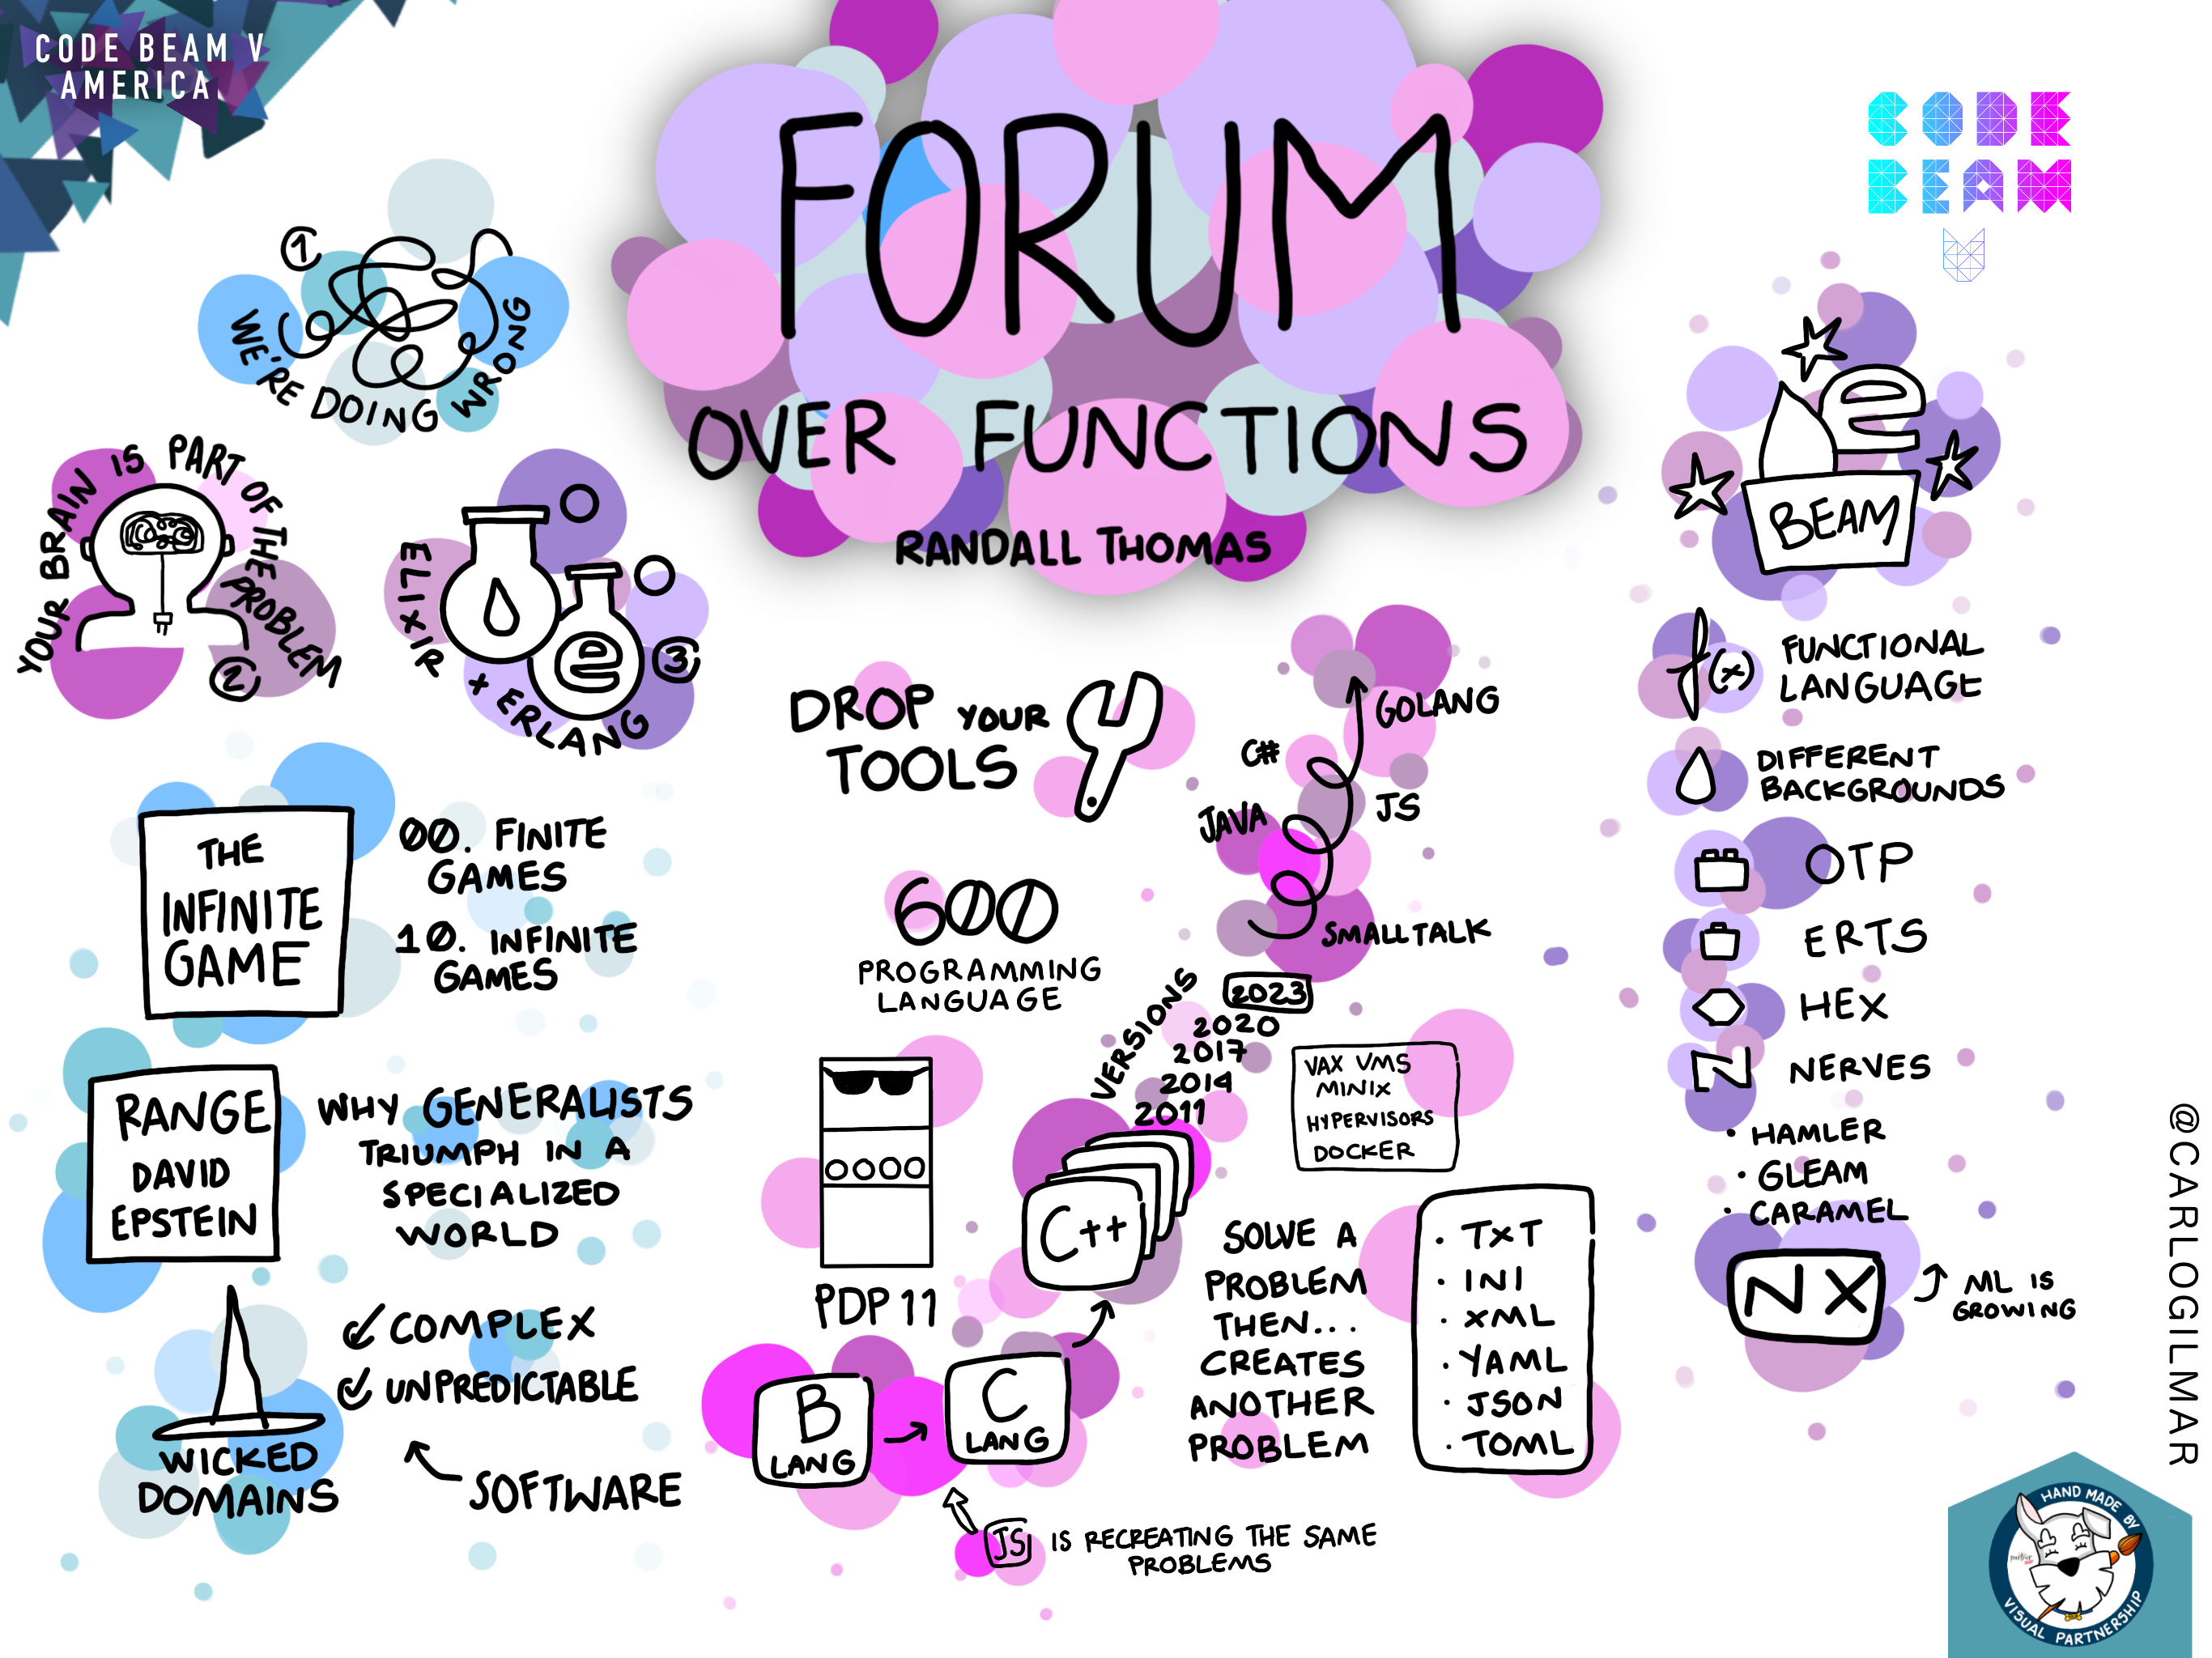 CODE BEAM V
AMERICA
FORUM
OVER FUNCTIONS
RANDALL THOMAS
CODE
BEAM
1
WE'RE DOING WRONG
YOUR BRAIN IS PART OF THE PROBLEM
2
ELIXIR + ERLANG
e
3
THE
INFINITE
GAME
00. FINITE
GAMES
10. INFINITE
GAMES
RANGE
DAVID
EPSTEIN
WHY GENERALISTS
TRIUMPH IN A
SPECIALIZED
WORLD
WICKED
DOMAINS
COMPLEX
UNPREDICTABLE
SOFTWARE
DROP YOUR
TOOLS
600
PROGRAMMING
LANGUAGE
GOLANG
C#
JS
JAVA
SMALLTALK
PDP 11
B
LANG
C
LANG
C++
VERSIONS
2023
2020
2017
2014
2011
VAX VMS
MINIX
HYPERVISORS
DOCKER
SOLVE A
PROBLEM
THEN...
CREATES
ANOTHER
PROBLEM
· TXT
· INI
· XML
· YAML
· JSON
· TOML
JS IS RECREATING THE SAME
PROBLEMS
e
BEAM
f(x) FUNCTIONAL
LANGUAGE
DIFFERENT
BACKGROUNDS
OTP
ERTS
HEX
N NERVES
· HAMLER
· GLEAM
· CARAMEL
NX
ML IS
GROWING
@CARLOGILMAR
HAND MADE BY
VISUAL PARTNERSHIP